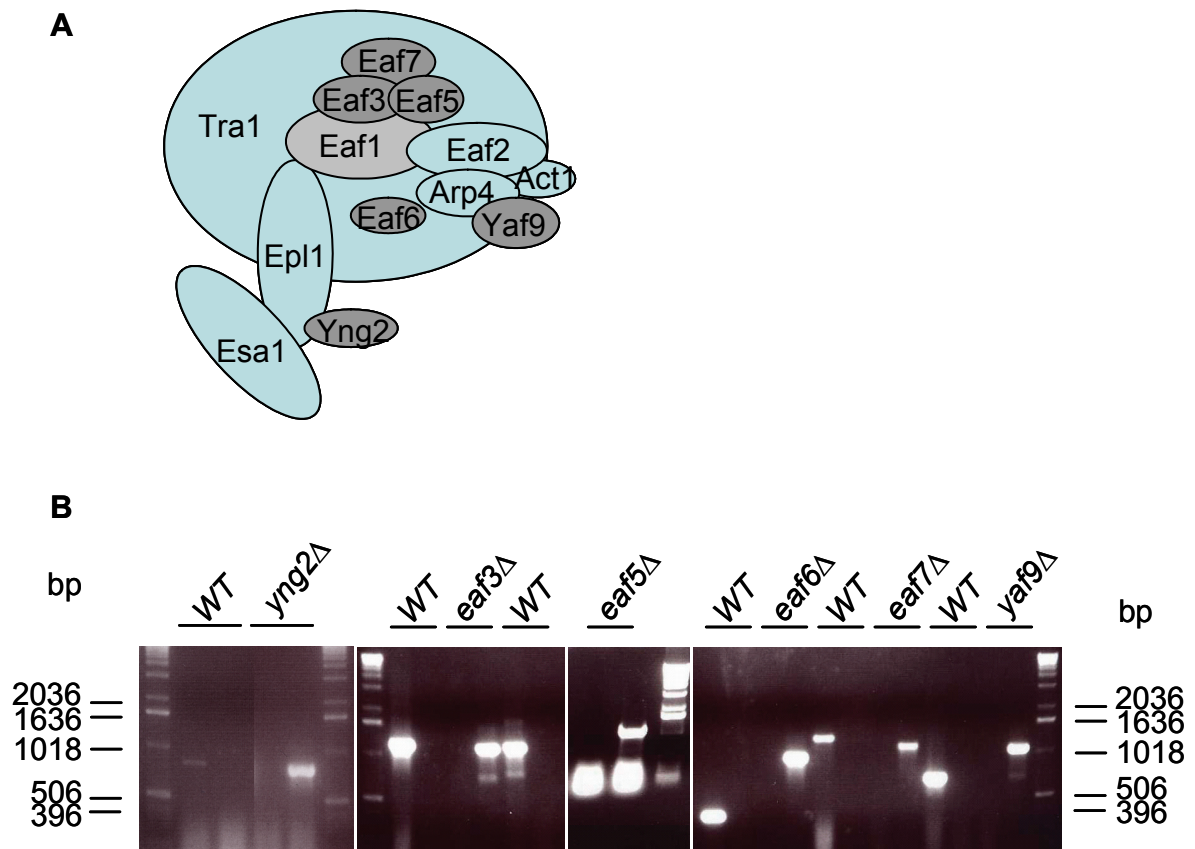 A
Eaf7
Eaf3 Eaf5
Tra1
Eaf1
Eaf2
Act1
Arp4
Eaf6
Yaf9
Epl1
Yng2
Esa1
B
bp
WT yng2Δ WT eaf3Δ WT eaf5Δ WT eaf6Δ WT eaf7Δ WT yaf9Δ
bp
2036
1636
1018
506
396
2036
1636
1018
506
396